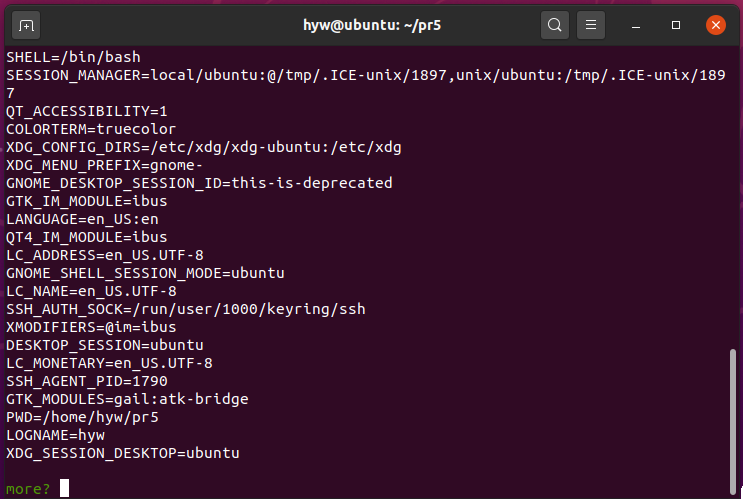 hyw@ubuntu: ~/pr5
SHELL=/bin/bash
SESSION_MANAGER=local/ubuntu:@/tmp/.ICE-unix/1897,unix/ubuntu:/tmp/.ICE-unix/189
7
QT_ACCESSIBILITY=1
COLORTERM=truecolor
XDG_CONFIG_DIRS=/etc/xdg/xdg-ubuntu:/etc/xdg
XDG_MENU_PREFIX=gnome-
GNOME_DESKTOP_SESSION_ID=this-is-deprecated
GTK_IM_MODULE=ibus
LANGUAGE=en_US:en
QT4_IM_MODULE=ibus
LC_ADDRESS=en_US.UTF-8
GNOME_SHELL_SESSION_MODE=ubuntu
LC_NAME=en_US.UTF-8
SSH_AUTH_SOCK=/run/user/1000/keyring/ssh
XMODIFIERS=@im=ibus
DESKTOP_SESSION=ubuntu
LC_MONETARY=en_US.UTF-8
SSH_AGENT_PID=1790
GTK_MODULES=gail:atk-bridge
PWD=/home/hyw/pr5
LOGNAME=hyw
XDG_SESSION_DESKTOP=ubuntu
more?